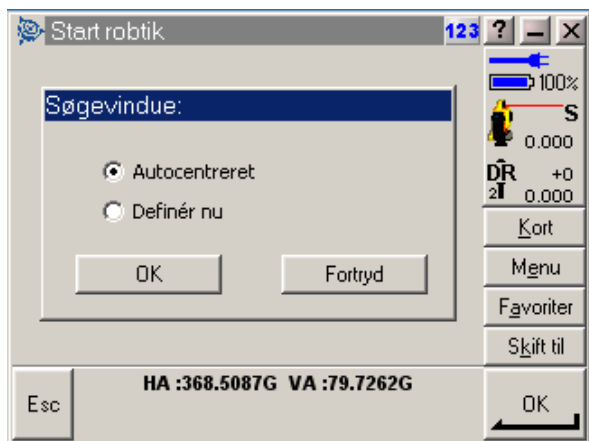 Start robtik
123
?
100%
Søgevindue:
S
0.000
Autocentreret
DR +0
2 0.000
Definér nu
Kort
OK
Fortryd
Menu
Favoriter
Skift til
HA :368.5087G VA :79.7262G
Esc
OK